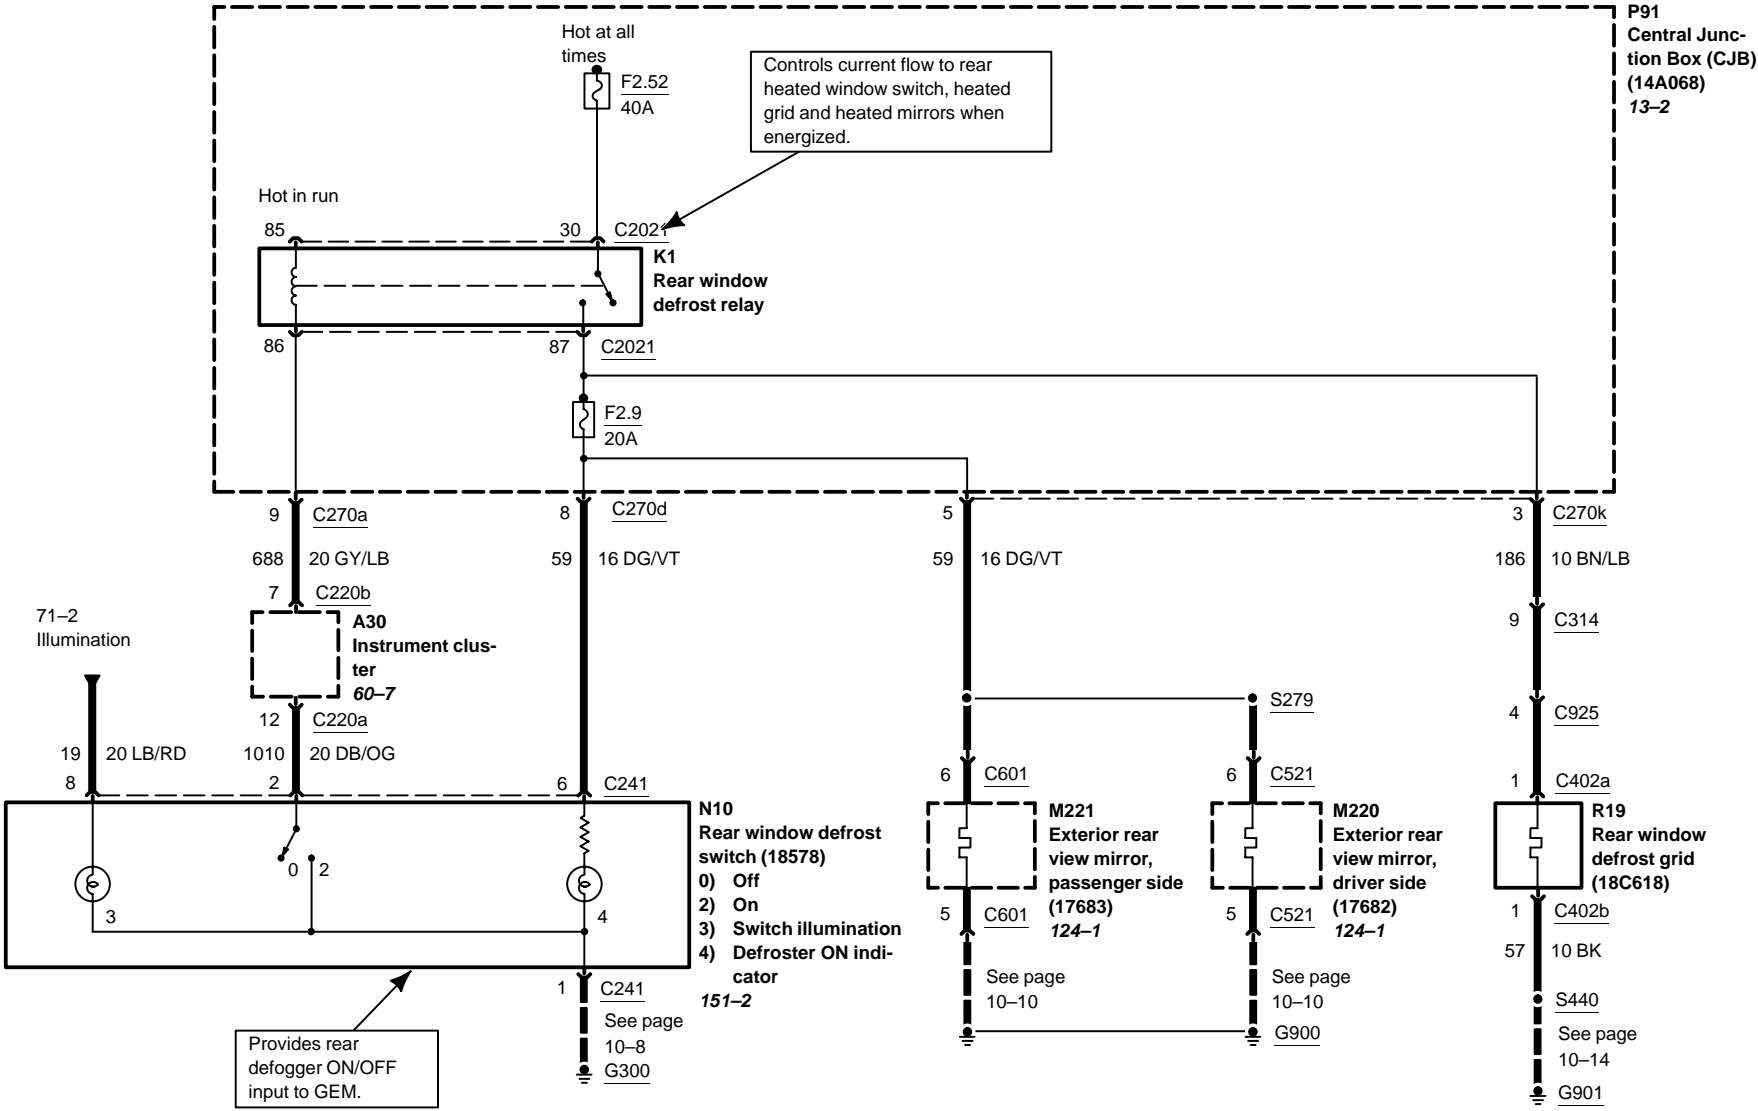 P91
Central Junc-
tion Box (CJB)
(14A068)
13–2
Hot at all
times
F2.52
40A
Controls current flow to rear
heated window switch, heated
grid and heated mirrors when
energized.
Hot in run
85
30
C2021
K1
Rear window
defrost relay
86
87
C2021
F2.9
20A
9
C270a
8
C270d
5
3
C270k
688
20 GY/LB
59
16 DG/VT
59
16 DG/VT
186
10 BN/LB
7
C220b
71–2
Illumination
A30
Instrument clus-
ter
60–7
9
C314
12
C220a
S279
4
C925
19
20 LB/RD
1010
20 DB/OG
8
2
6
C241
6
C601
6
C521
1
C402a
N10
Rear window defrost
switch (18578)
0) Off
2) On
3) Switch illumination
4) Defroster ON indi-
cator
151–2
0
2
3
4
M221
Exterior rear
view mirror,
passenger side
(17683)
124–1
M220
Exterior rear
view mirror,
driver side
(17682)
124–1
R19
Rear window
defrost grid
(18C618)
5
C601
5
C521
1
C402b
57
10 BK
1
C241
See page
10–8
G300
See page
10–10
See page
10–10
G900
S440
See page
10–14
G901
Provides rear
defogger ON/OFF
input to GEM.